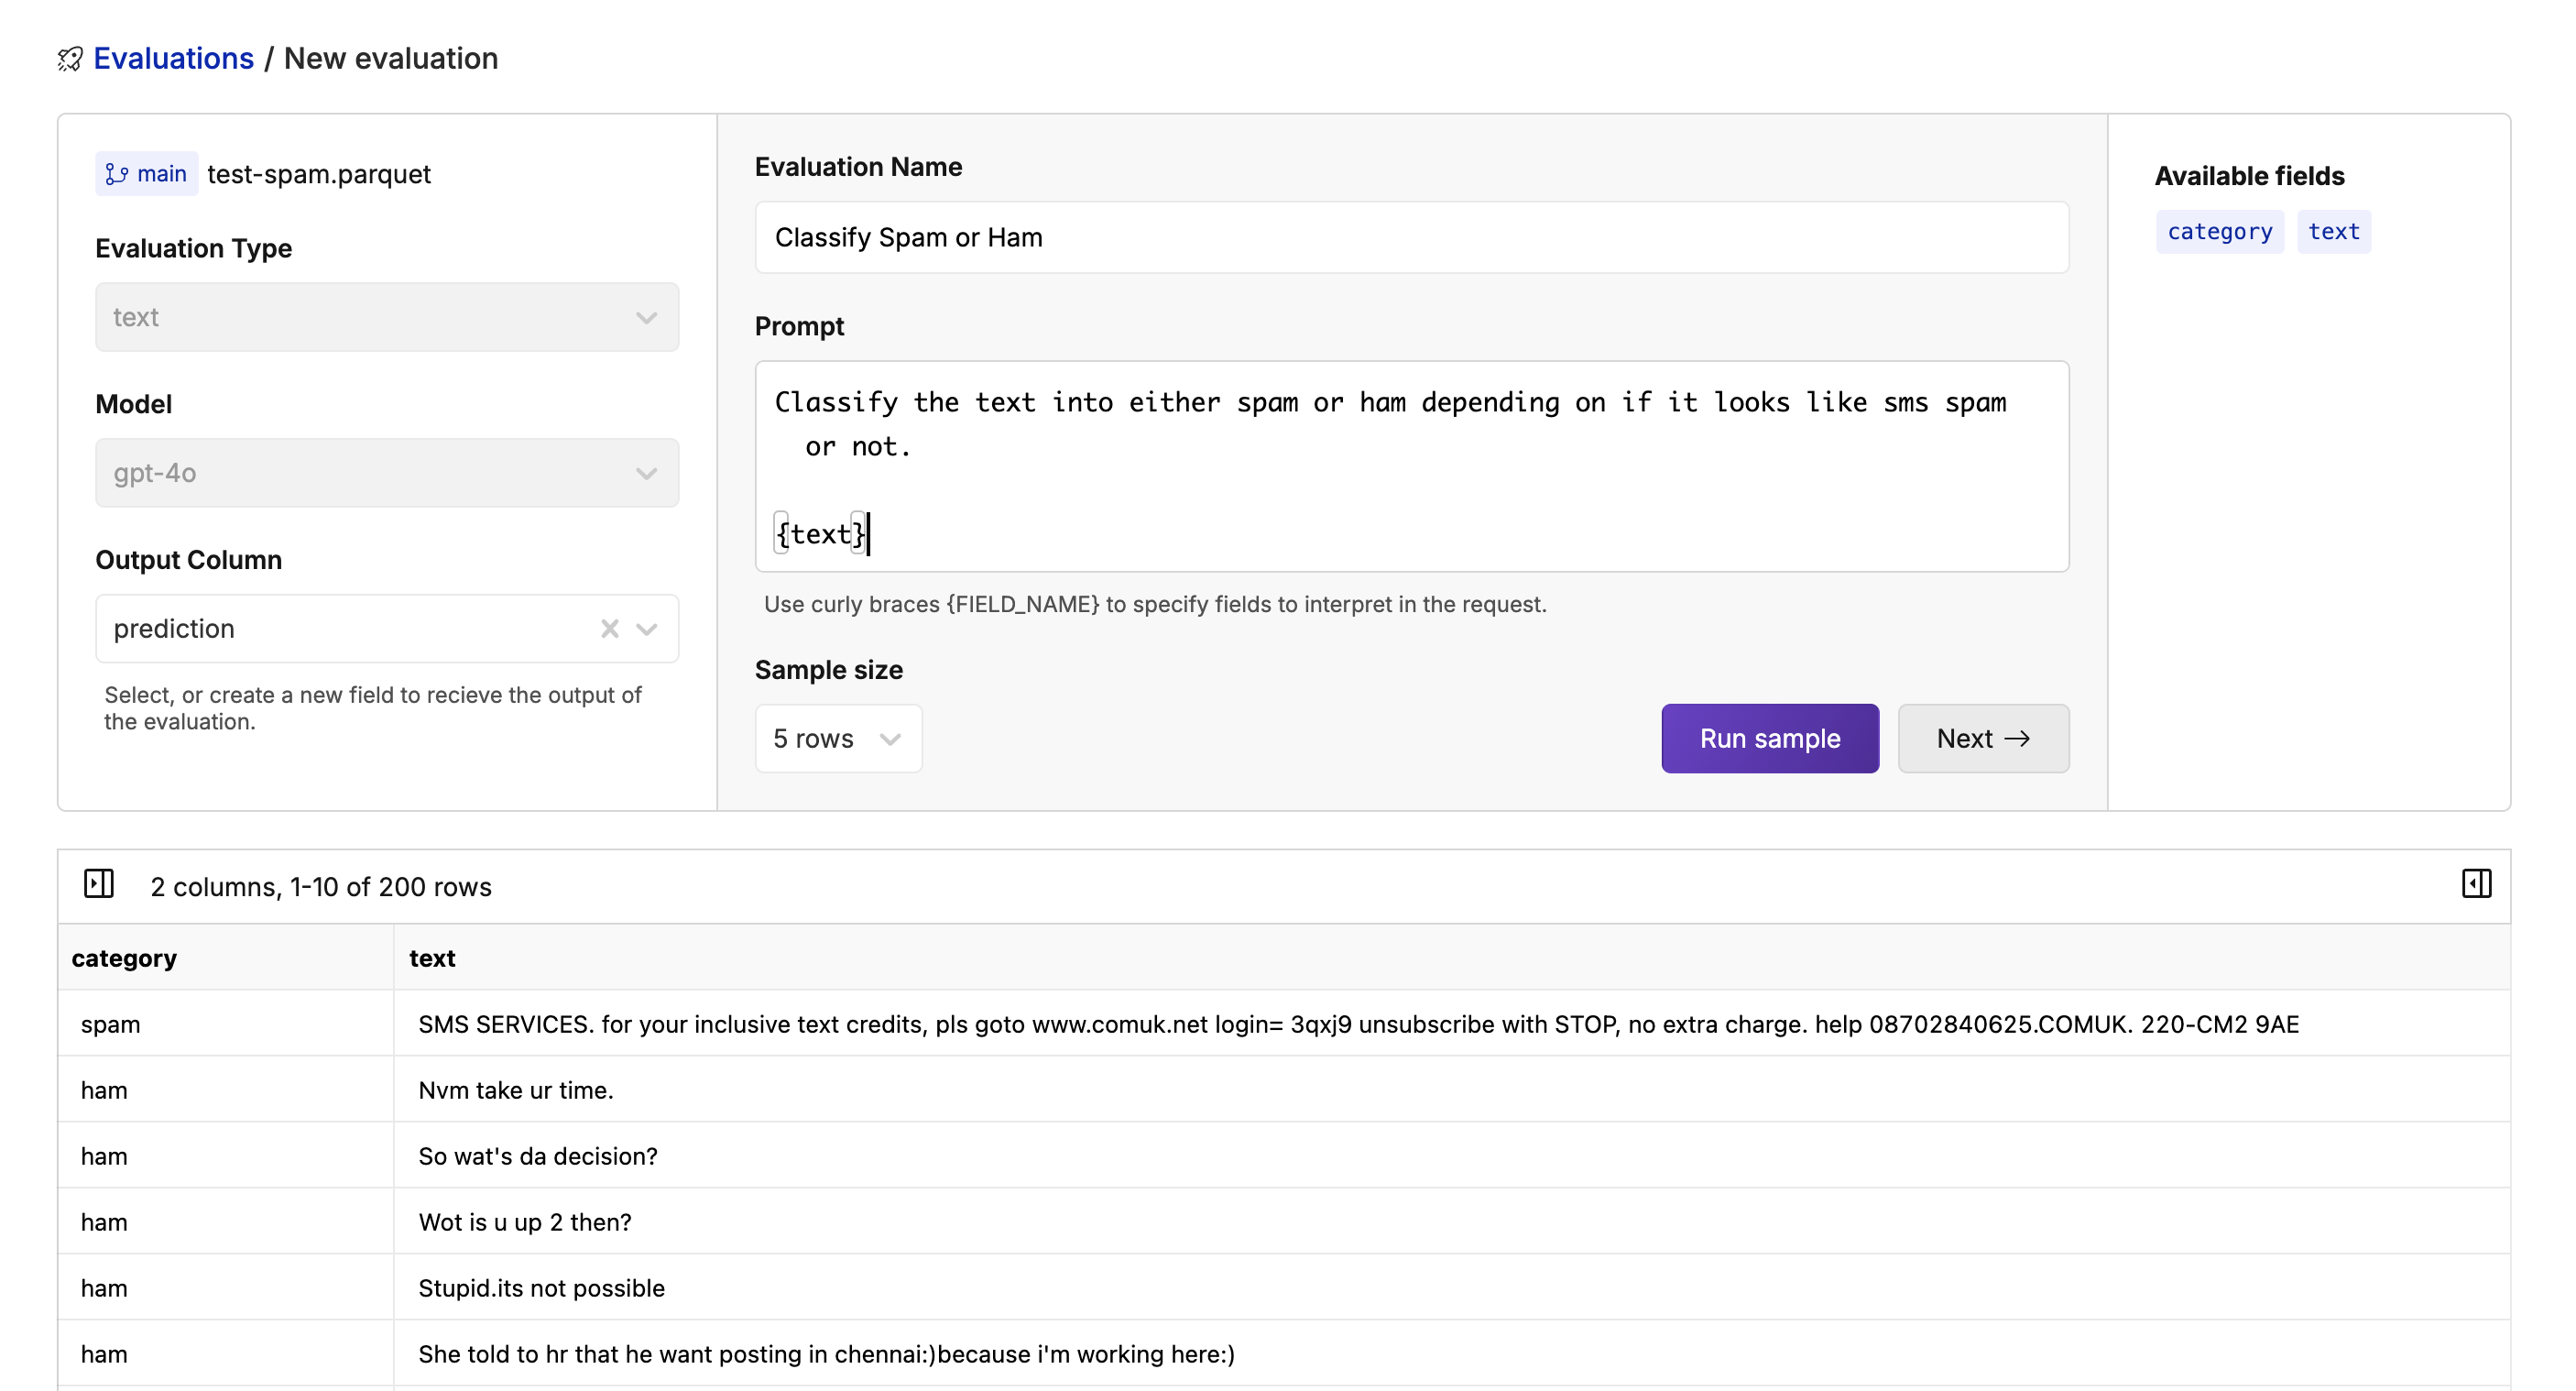 Evaluations / New evaluation
main test-spam.parquet
Evaluation Type
text
Model
gpt-4o
Output Column
prediction
Select, or create a new field to recieve the output of
the evaluation.
Evaluation Name
Classify Spam or Ham
Prompt
Classify the text into either spam or ham depending on if it looks like sms spam
or not.
{text}
Use curly braces {FIELD_NAME} to specify fields to interpret in the request.
Sample size
5 rows
Run sample
Next →
Available fields
category text
2 columns, 1-10 of 200 rows
category text
spam SMS SERVICES. for your inclusive text credits, pls goto www.comuk.net login= 3qxj9 unsubscribe with STOP, no extra charge. help 08702840625.COMUK. 220-CM2 9AE
ham Nvm take ur time.
ham So wat's da decision?
ham Wot is u up 2 then?
ham Stupid.its not possible
ham She told to hr that he want posting in chennai:)because i'm working here:)